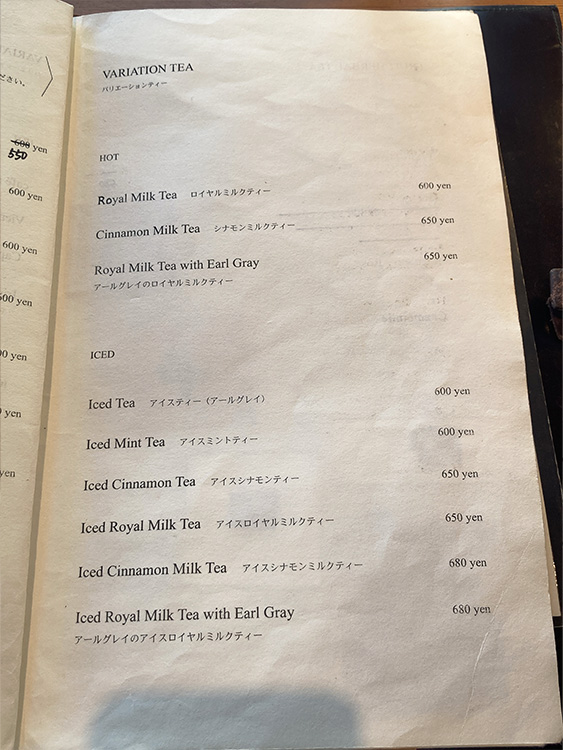 ださい。
600 yen
550
600 yen
600 yen
yen
yen
yen
yen
VARIATION TEA
バリエーションティー
HOT
Royal Milk Tea ロイヤルミルクティー 600 yen
Cinnamon Milk Tea シナモンミルクティー 650 yen
Royal Milk Tea with Earl Gray 650 yen
アールグレイのロイヤルミルクティー
ICED
Iced Tea アイスティー（アールグレイ） 600 yen
Iced Mint Tea アイスミントティー 600 yen
Iced Cinnamon Tea アイスシナモンティー 650 yen
Iced Royal Milk Tea アイスロイヤルミルクティー 650 yen
Iced Cinnamon Milk Tea アイスシナモンミルクティー 680 yen
Iced Royal Milk Tea with Earl Gray 680 yen
アールグレイのアイスロイヤルミルクティー